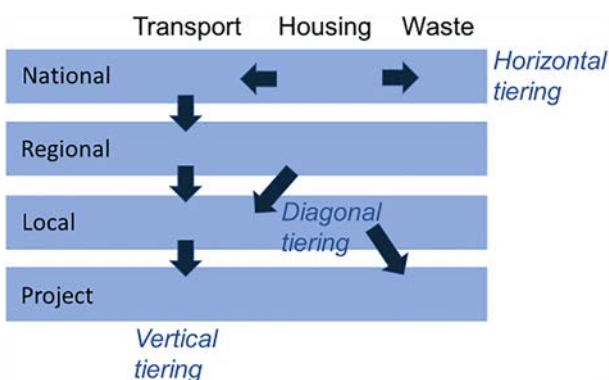 Transport Housing Waste
National
Horizontal
tiering
Regional
Local
Diagonal
tiering
Project
Vertical
tiering